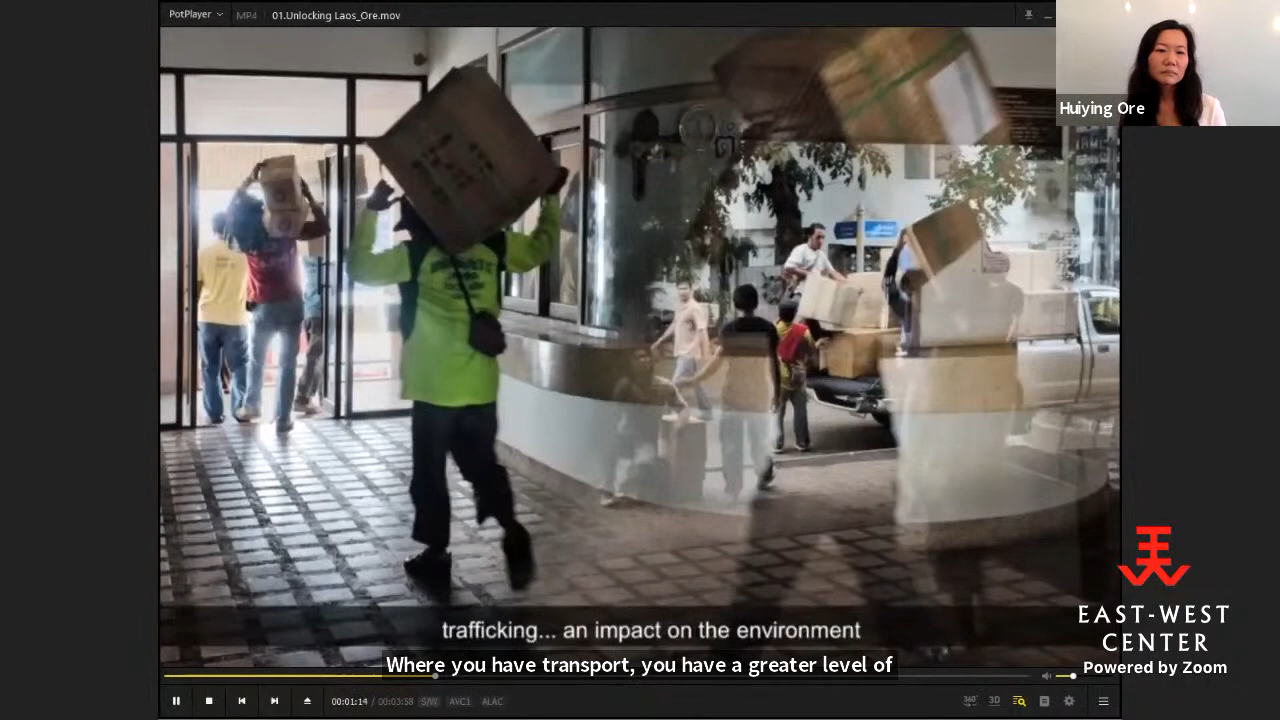 PotPlayer
MP4
01.Unlocking Laos_Ore.mov
Huiying Ore
trafficking... an impact on the environment
Where you have transport, you have a greater level of
EAST-WEST
CENTER
Powered by Zoom
00:01:14 / 00:03:58 S/W AVC1 ALAC
360°
3D